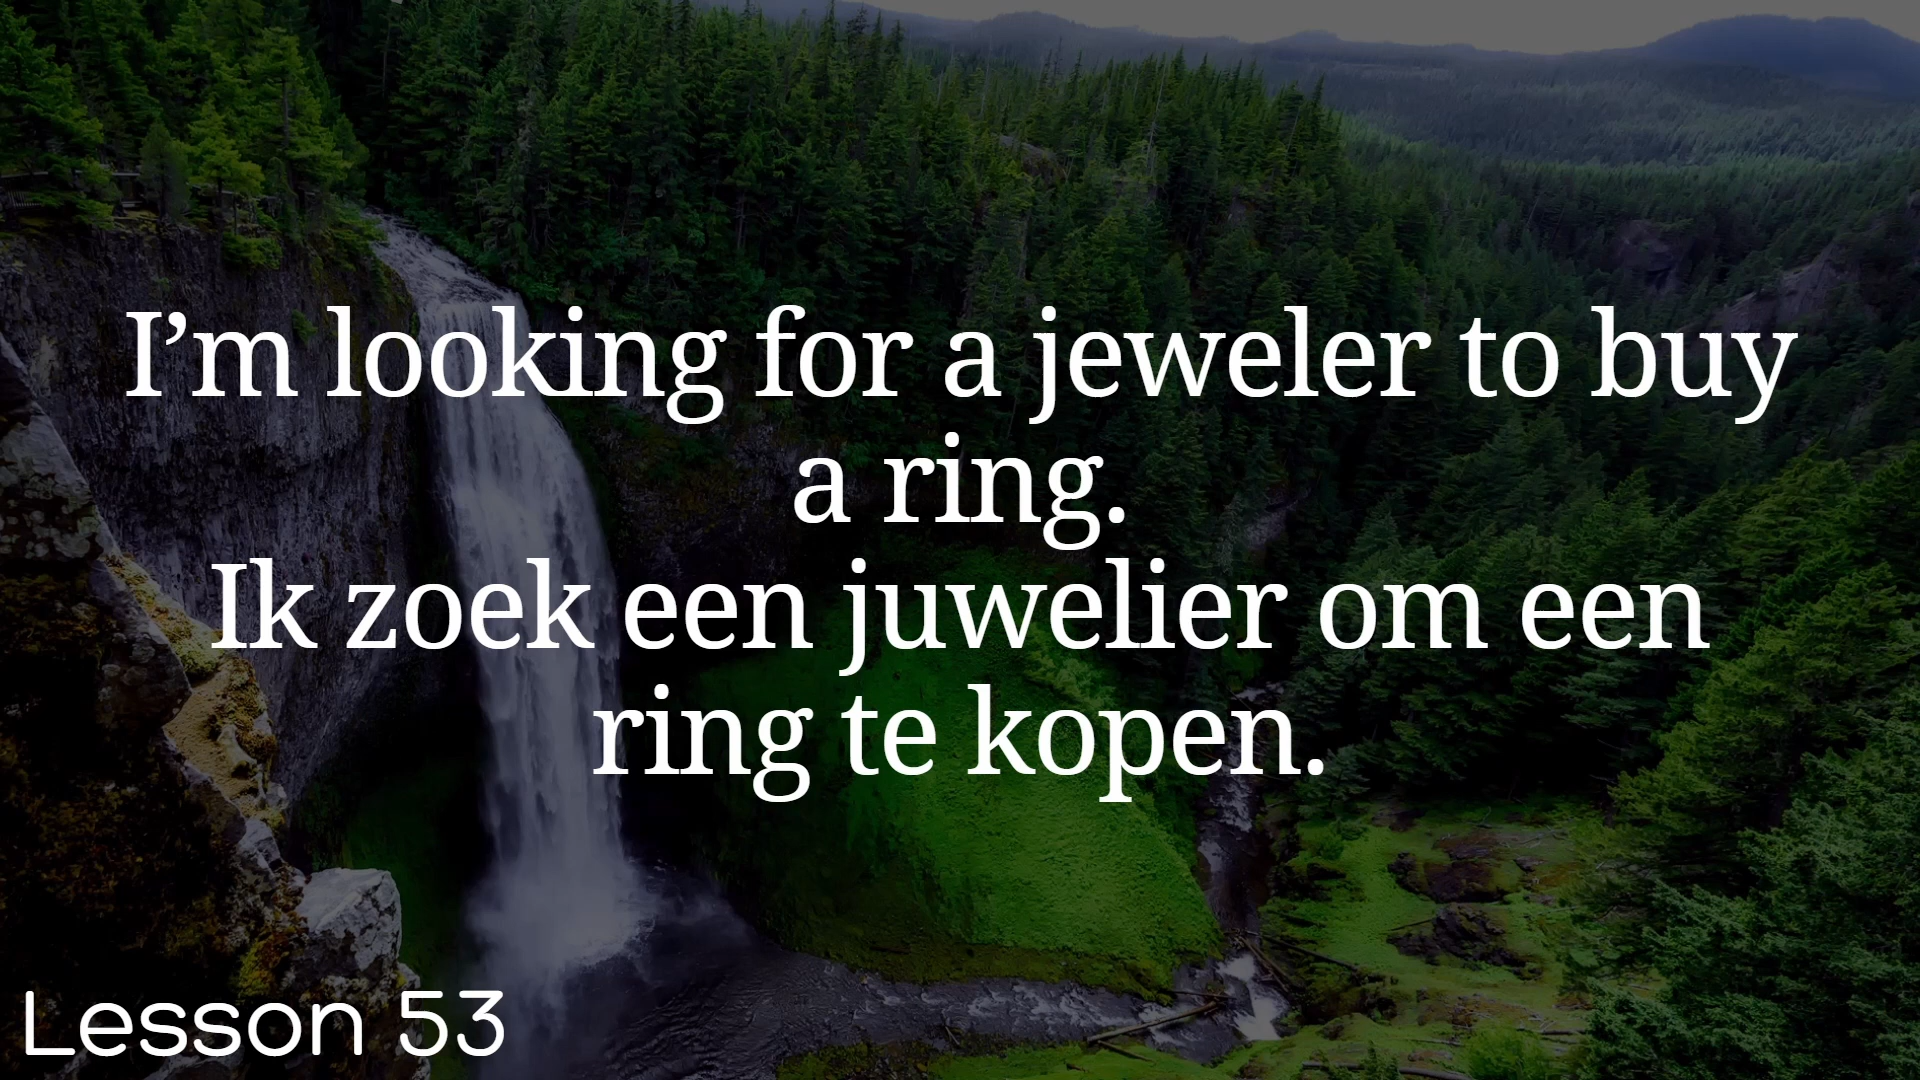 I’m looking for a jeweler to buy
a ring.
Ik zoek een juwelier om een
ring te kopen.
Lesson 53